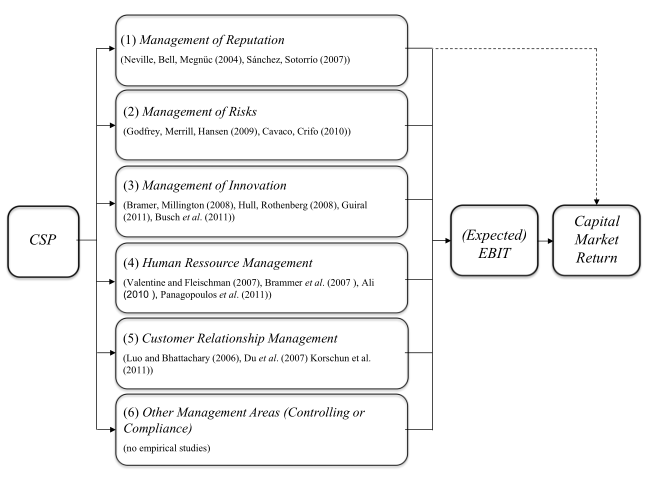 (1) Management of Reputation
(Neville, Bell, Megnüc (2004), Sánchez, Sotorrio (2007))
(2) Management of Risks
(Godfrey, Merrill, Hansen (2009), Cavaco, Crifo (2010))
(3) Management of Innovation
(Bramer, Millington (2008), Hull, Rothenberg (2008), Guiral
(2011), Busch et al. (2011))
CSP
(4) Human Ressource Management
(Valentine and Fleischman (2007), Brammer et al. (2007 ), Ali
(2010 ), Panagopoulos et al. (2011))
(5) Customer Relationship Management
(Luo and Bhattachary (2006), Du et al. (2007) Korschun et al.
(2011))
(6) Other Management Areas (Controlling or
Compliance)
(no empirical studies)
(Expected)
EBIT
Capital
Market
Return